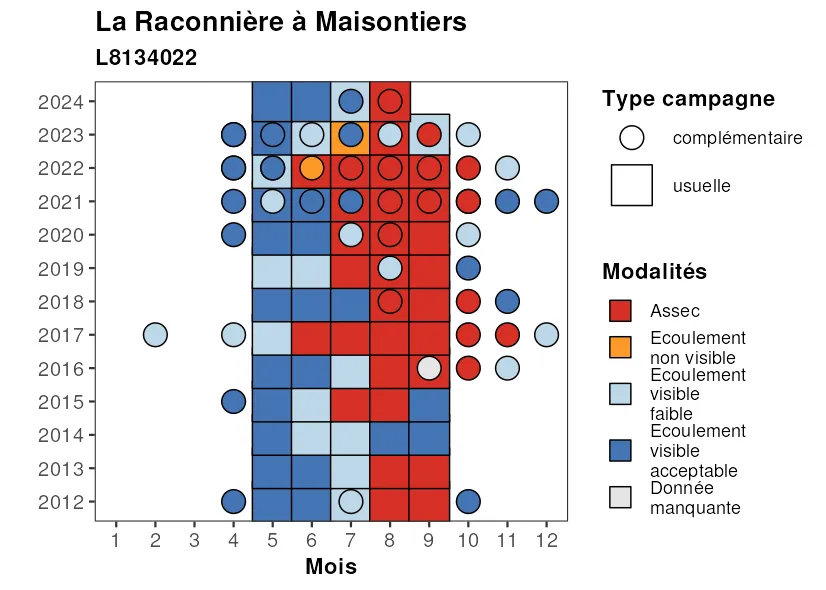 La Raconnière à Maisontiers
L8134022
2024
2023
2022
2021
2020
2019
2018
2017
2016
2015
2014
2013
2012
1 2 3 4 5 6 7 8 9 10 11 12
Mois
Type campagne
complémentaire
usuelle
Modalités
Assec
Ecoulement
non visible
Ecoulement
visible
faible
Ecoulement
visible
acceptable
Donnée
manquante